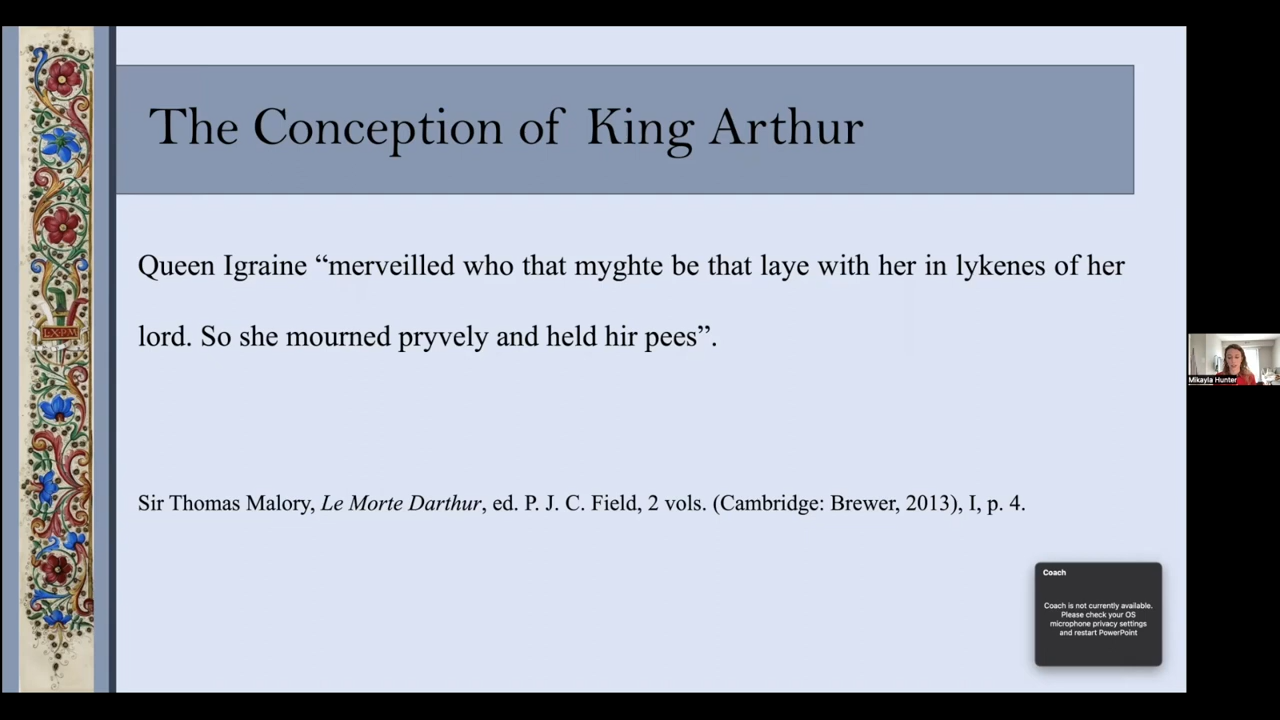 The Conception of King Arthur
Queen Igraine “merveilled who that myghte be that laye with her in lykenes of her
lord. So she mourned pryvely and held hir pees”.
Sir Thomas Malory, Le Morte Darthur, ed. P. J. C. Field, 2 vols. (Cambridge: Brewer, 2013), I, p. 4.
L·X·P·M
Mikayla Hunter
Coach
Coach is not currently available.
Please check your OS
microphone privacy settings
and restart PowerPoint